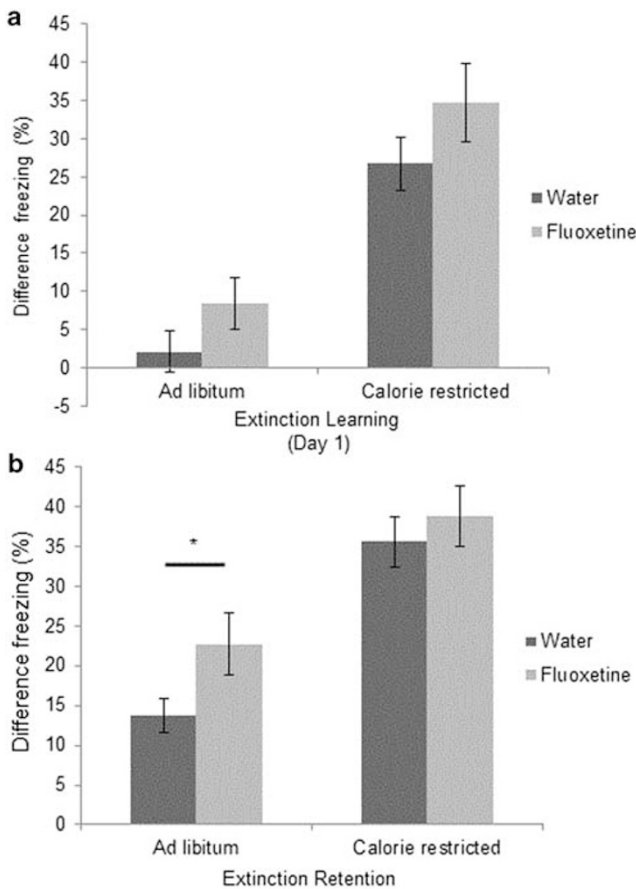 a
Difference freezing (%)
45
40
35
30
25
20
15
10
5
0
-5
Water
Fluoxetine
Ad libitum
Calorie restricted
Extinction Learning
(Day 1)
b
Difference freezing (%)
45
40
35
30
25
20
15
10
5
0
*
Water
Fluoxetine
Ad libitum
Calorie restricted
Extinction Retention